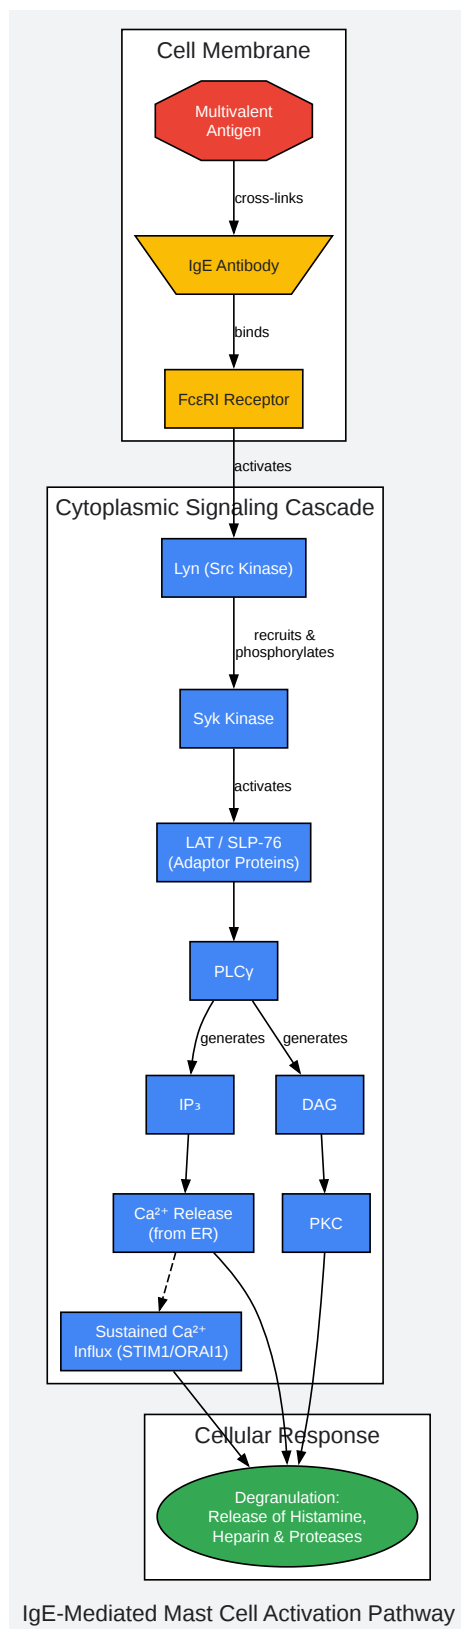 Cell Membrane
Multivalent
Antigen
cross-links
IgE Antibody
binds
FcεRI Receptor
activates
Cytoplasmic Signaling Cascade
Lyn (Src Kinase)
recruits &
phosphorylates
Syk Kinase
activates
LAT / SLP-76
(Adaptor Proteins)
PLCγ
generates
generates
IP₃
DAG
Ca²⁺ Release
(from ER)
PKC
Sustained Ca²⁺
Influx (STIM1/ORAI1)
Cellular Response
Degranulation:
Release of Histamine,
Heparin & Proteases
IgE-Mediated Mast Cell Activation Pathway